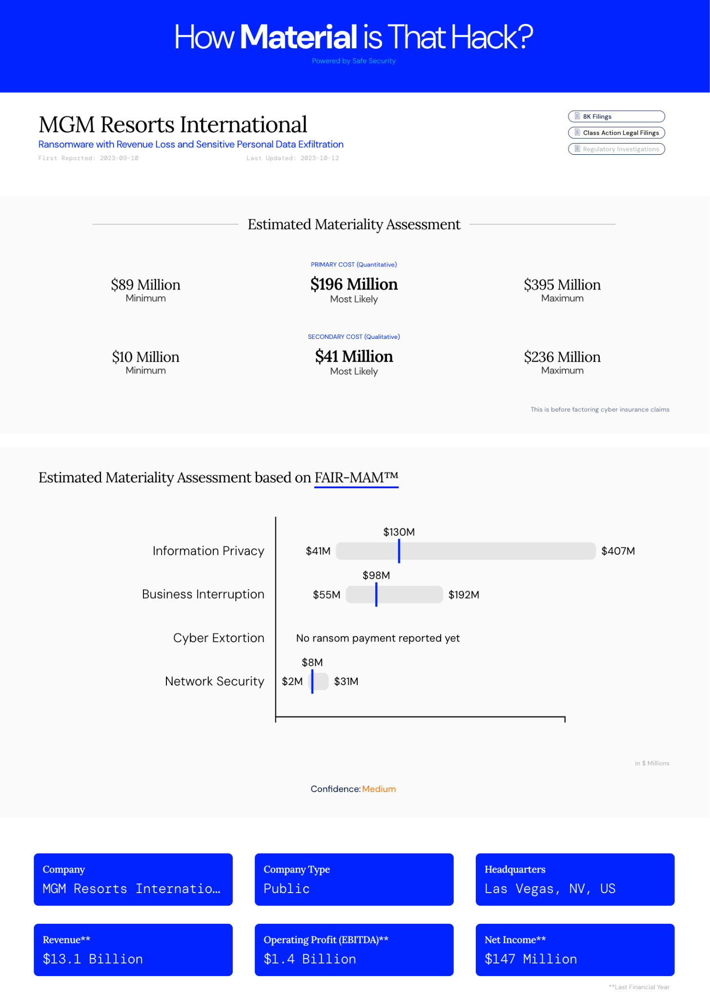 How Material is That Hack?
Powered by Safe Security
MGM Resorts International
Ransomware with Revenue Loss and Sensitive Personal Data Exfiltration
First Reported: 2023-09-10 Last Updated: 2023-10-12
8K Filings
Class Action Legal Filings
Regulatory Investigations
Estimated Materiality Assessment
PRIMARY COST (Quantitative)
$89 Million $196 Million $395 Million
Minimum Most Likely Maximum
SECONDARY COST (Qualitative)
$10 Million $41 Million $236 Million
Minimum Most Likely Maximum
This is before factoring cyber insurance claims
Estimated Materiality Assessment based on FAIR-MAM™
$130M
Information Privacy $41M $407M
$98M
Business Interruption $55M $192M
Cyber Extortion No ransom payment reported yet
$8M
Network Security $2M $31M
in $ Millions
Confidence: Medium
Company
MGM Resorts Internatio...
Company Type
Public
Headquarters
Las Vegas, NV, US
Revenue**
$13.1 Billion
Operating Profit (EBITDA)**
$1.4 Billion
Net Income**
$147 Million
**Last Financial Year